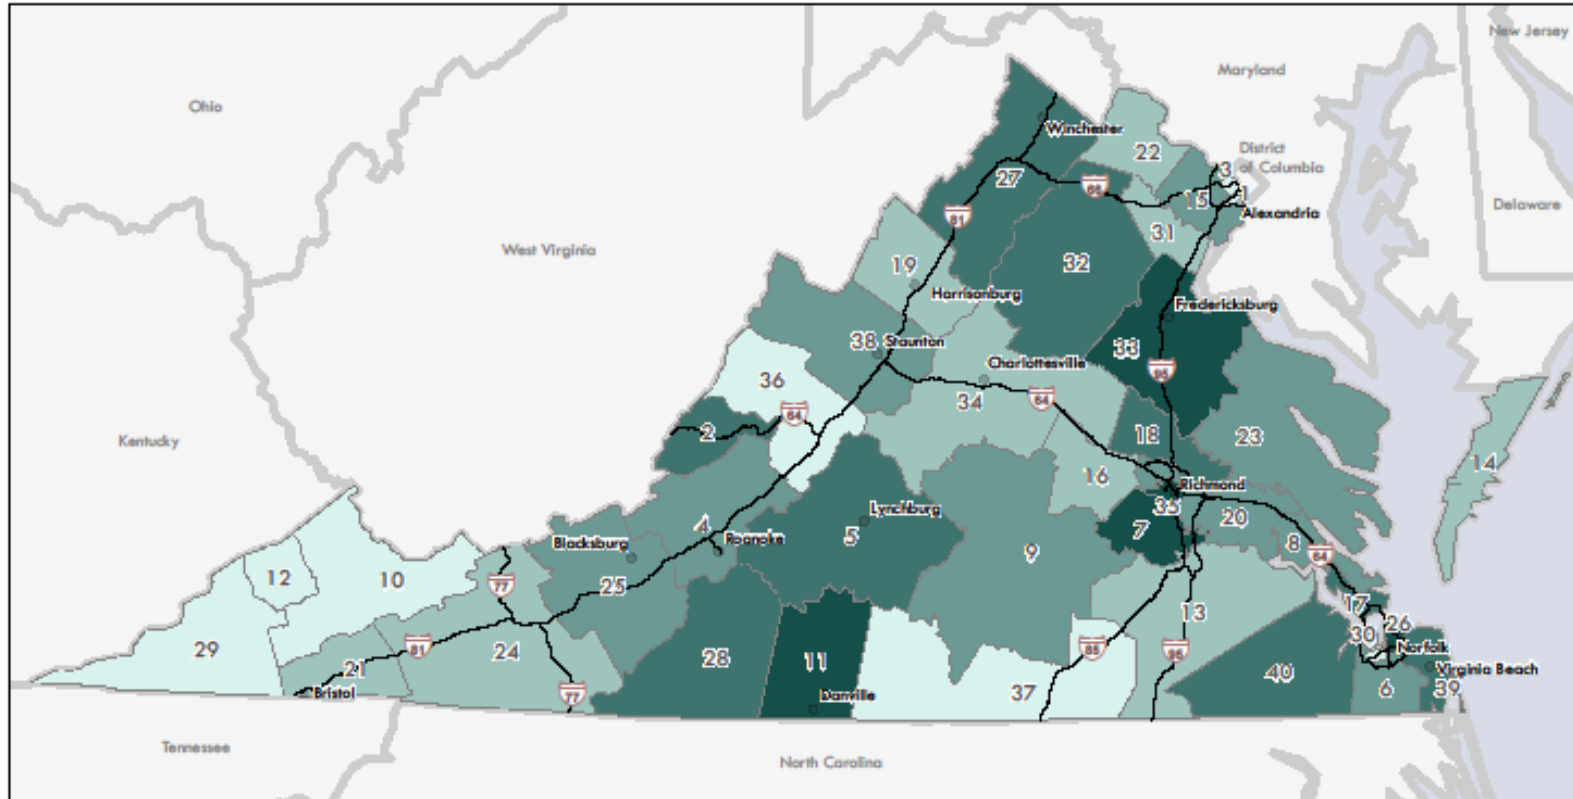 New Jersey
Maryland
Ohio
Winchester
District
of Columbia
22
3
27
66
15
1
Delaware
Alexandria
81
31
West Virginia
32
19
Harrisonburg
Fredericksburg
38
Staunton
33
Charlottesville
36
95
34
64
64
2
18
23
Kentucky
14
16
Richmond
35
Lynchburg
4
5
7
20
Roanoke
Blacksburg
9
8
64
12
10
77
25
17
13
26
30
Norfolk
29
81
24
28
11
85
95
40
Virginia Beach
21
Bristol
77
Danville
37
6
39
Tennessee
North Carolina